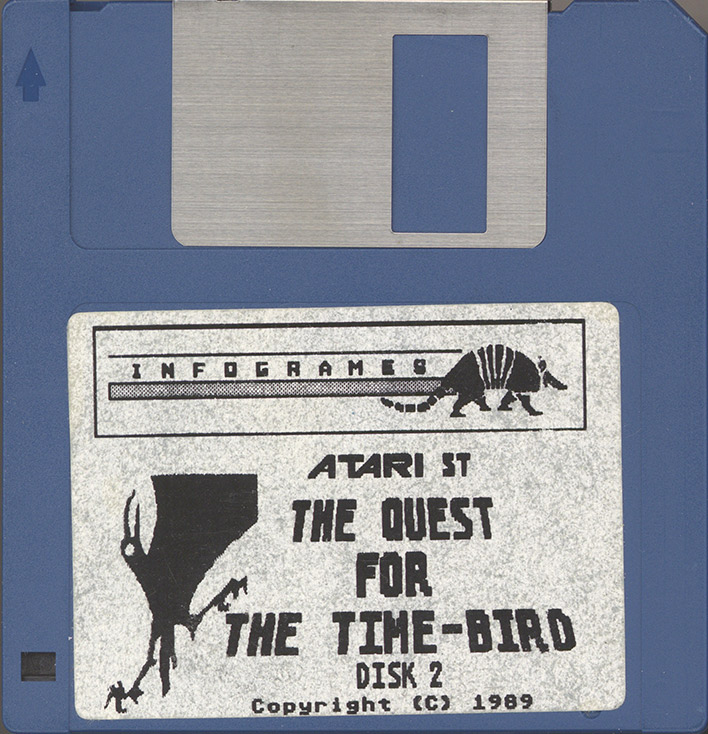 INFOGRAMES
ATARI ST
THE QUEST
FOR
THE TIME-BIRD
DISK 2
Copyright (C) 1989